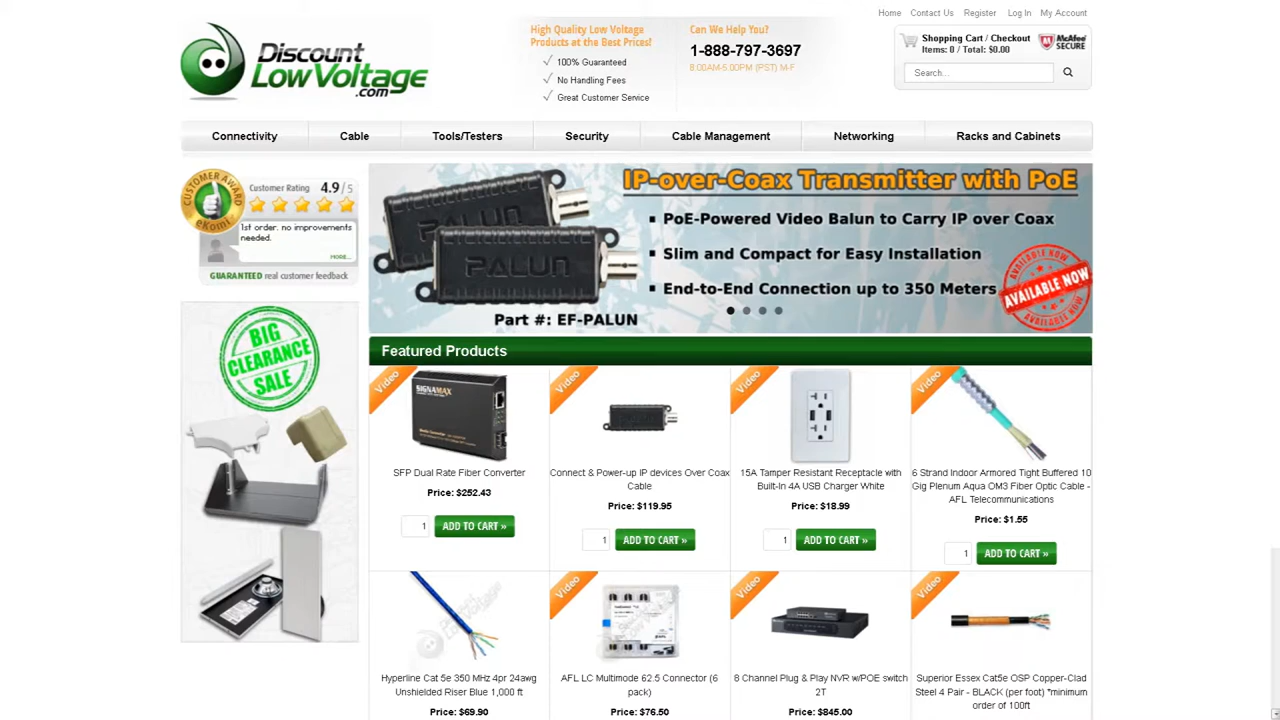 Home Contact Us Register Log In My Account
Discount
LowVoltage
.com
High Quality Low Voltage
Products at the Best Prices!
100% Guaranteed
No Handling Fees
Great Customer Service
Can We Help You?
1-888-797-3697
8:00AM-5:00PM (PST) M-F
Shopping Cart / Checkout
Items: 0 / Total: $0.00
McAfee
SECURE
Search...
Connectivity Cable Tools/Testers Security Cable Management Networking Racks and Cabinets
CUSTOMER AWARD
eKomi
Customer Rating 4.9 / 5
1st order. no improvements
needed.
MORE...
GUARANTEED real customer feedback
BIG
CLEARANCE
SALE
IP-over-Coax Transmitter with PoE
PoE-Powered Video Balun to Carry IP over Coax
Slim and Compact for Easy Installation
End-to-End Connection up to 350 Meters
AVAILABLE NOW
AVAILABLE NOW
AVAILABLE NOW
PALUN
PALUN
Part #: EF-PALUN
Featured Products
Video
SIGNAMAX
SFP Dual Rate Fiber Converter
Price: $252.43
1 ADD TO CART »
Video
Connect & Power-up IP devices Over Coax
Cable
Price: $119.95
1 ADD TO CART »
Video
15A Tamper Resistant Receptacle with
Built-In 4A USB Charger White
Price: $18.99
1 ADD TO CART »
Video
6 Strand Indoor Armored Tight Buffered 10
Gig Plenum Aqua OM3 Fiber Optic Cable -
AFL Telecommunications
Price: $1.55
1 ADD TO CART »
Hyperline Cat 5e 350 MHz 4pr 24awg
Unshielded Riser Blue 1,000 ft
Price: $69.90
Video
AFL LC Multimode 62.5 Connector (6
pack)
Price: $76.50
Video
8 Channel Plug & Play NVR w/POE switch
2T
Price: $845.00
Video
Superior Essex Cat5e OSP Copper-Clad
Steel 4 Pair - BLACK (per foot) *minimum
order of 100ft